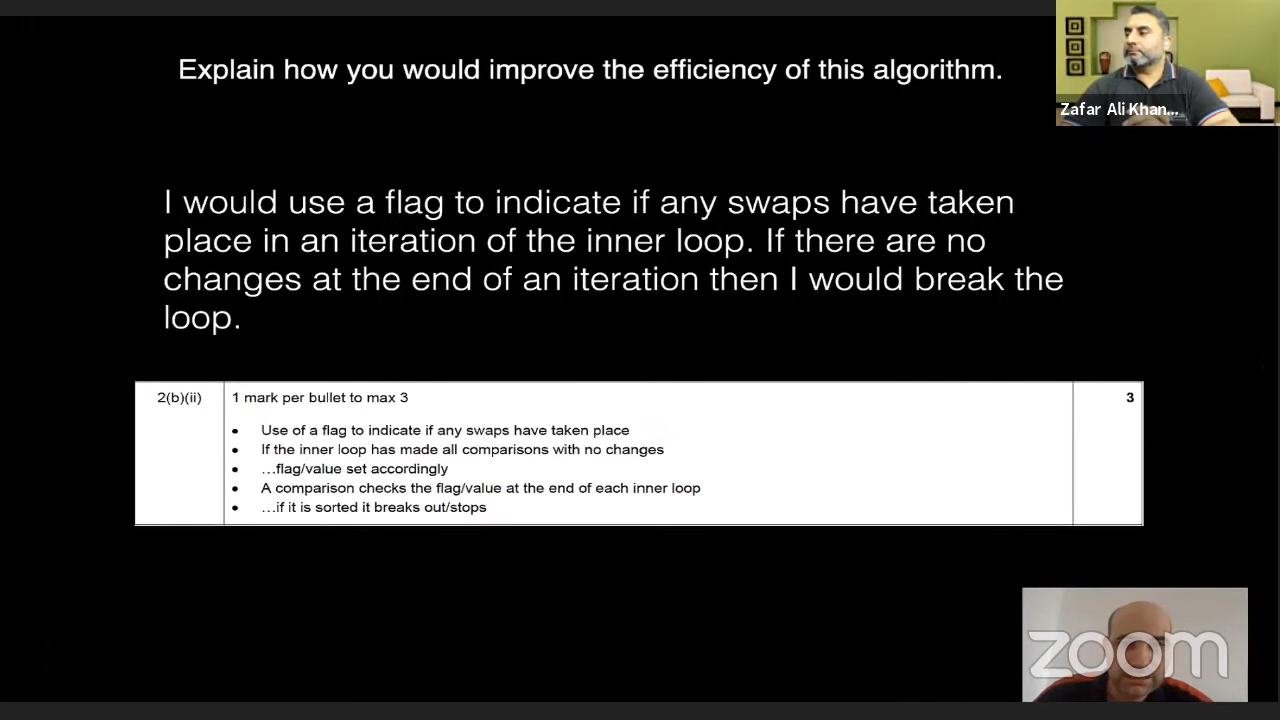 Explain how you would improve the efficiency of this algorithm.
Zafar Ali Khan...
I would use a flag to indicate if any swaps have taken
place in an iteration of the inner loop. If there are no
changes at the end of an iteration then I would break the
loop.
2(b)(ii) 1 mark per bullet to max 3 3
• Use of a flag to indicate if any swaps have taken place
• If the inner loop has made all comparisons with no changes
• …flag/value set accordingly
• A comparison checks the flag/value at the end of each inner loop
• …if it is sorted it breaks out/stops
zoom